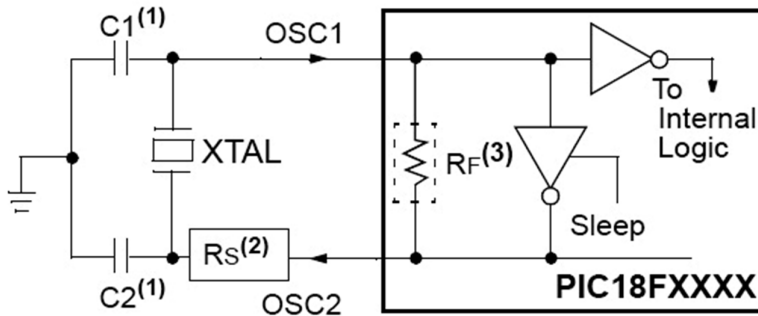 C1(1)
OSC1
To
Internal
Logic
XTAL
RF(3)
Sleep
RS(2)
C2(1)
OSC2
PIC18FXXXX